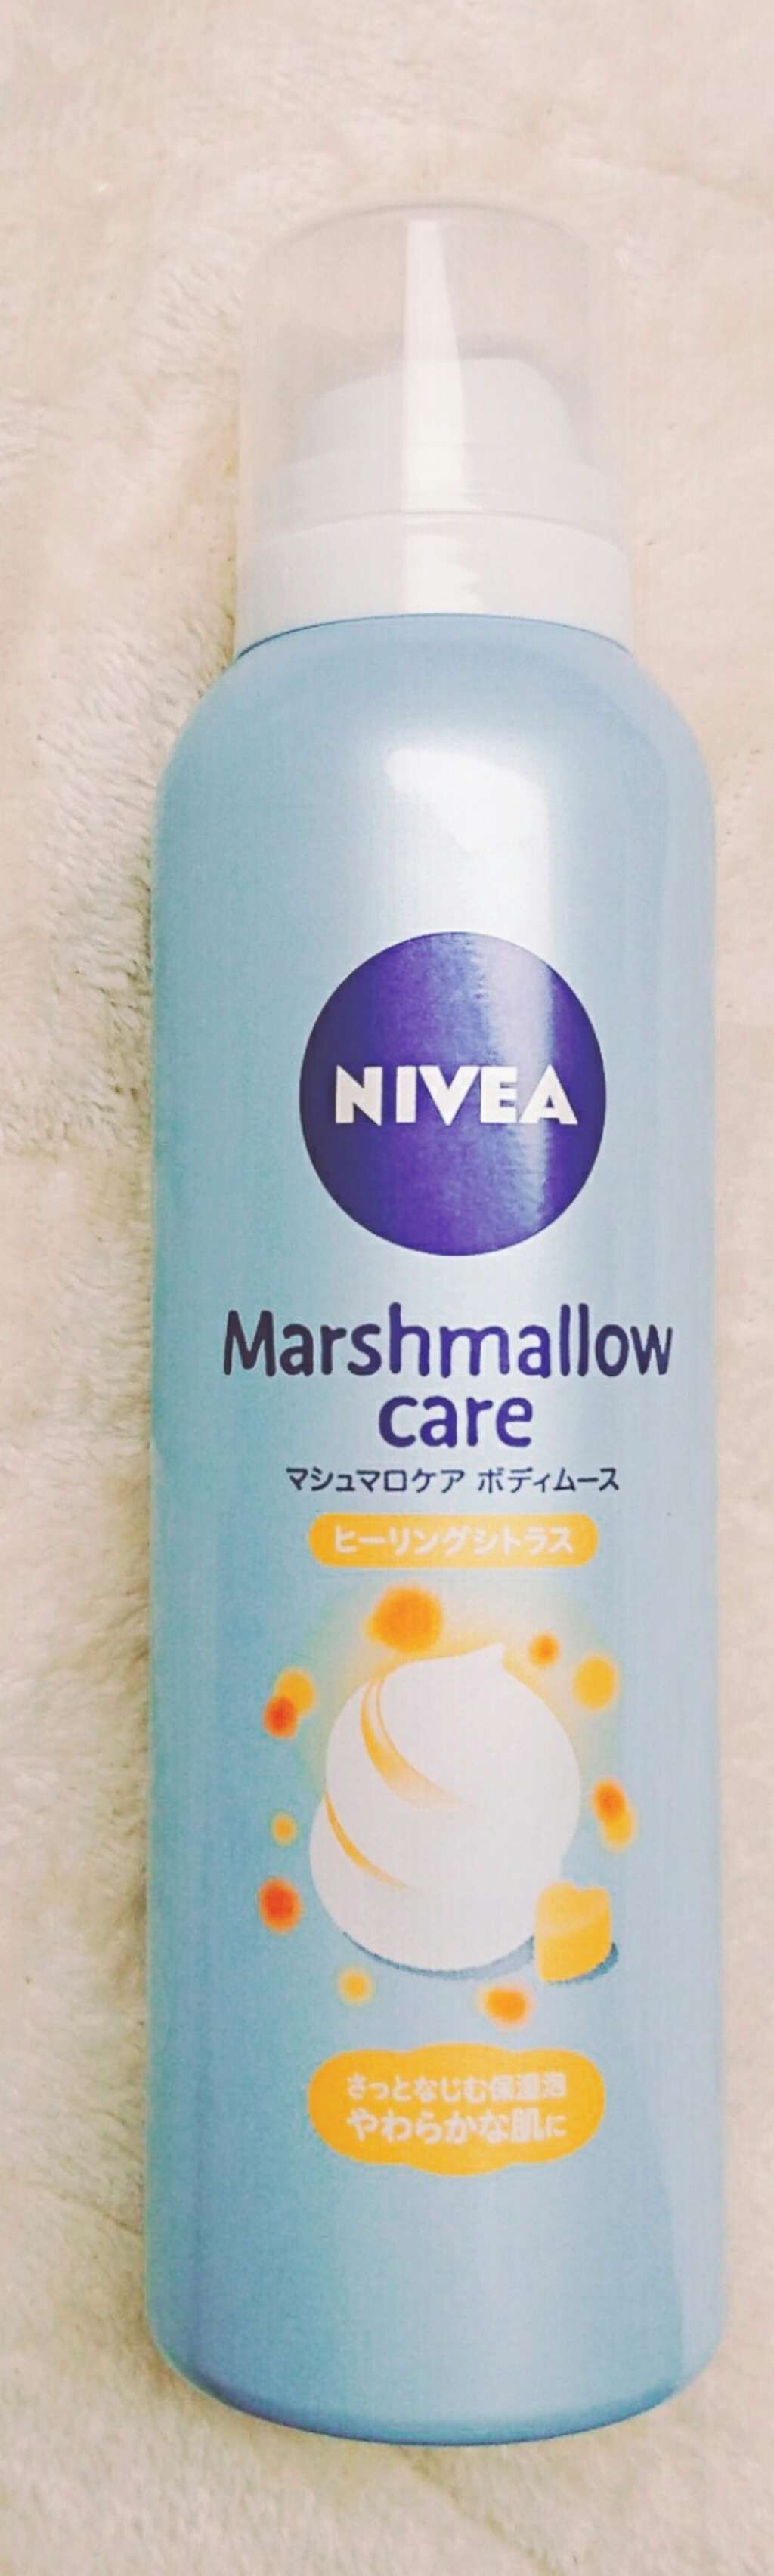 NIVEA
Marshmallow
care
マシュマロケア ボディムース
ヒーリングシトラス
さっとなじむ保湿泡
やわらかな肌に